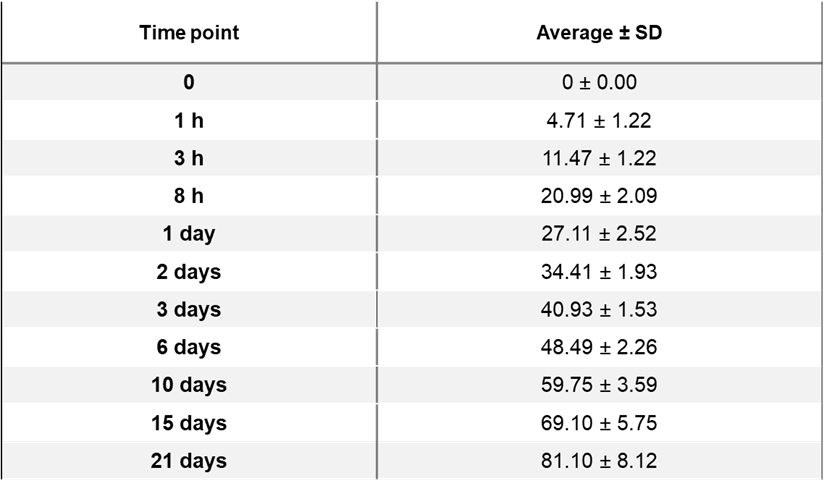 Time point Average ± SD
0 0 ± 0.00
1 h 4.71 ± 1.22
3 h 11.47 ± 1.22
8 h 20.99 ± 2.09
1 day 27.11 ± 2.52
2 days 34.41 ± 1.93
3 days 40.93 ± 1.53
6 days 48.49 ± 2.26
10 days 59.75 ± 3.59
15 days 69.10 ± 5.75
21 days 81.10 ± 8.12